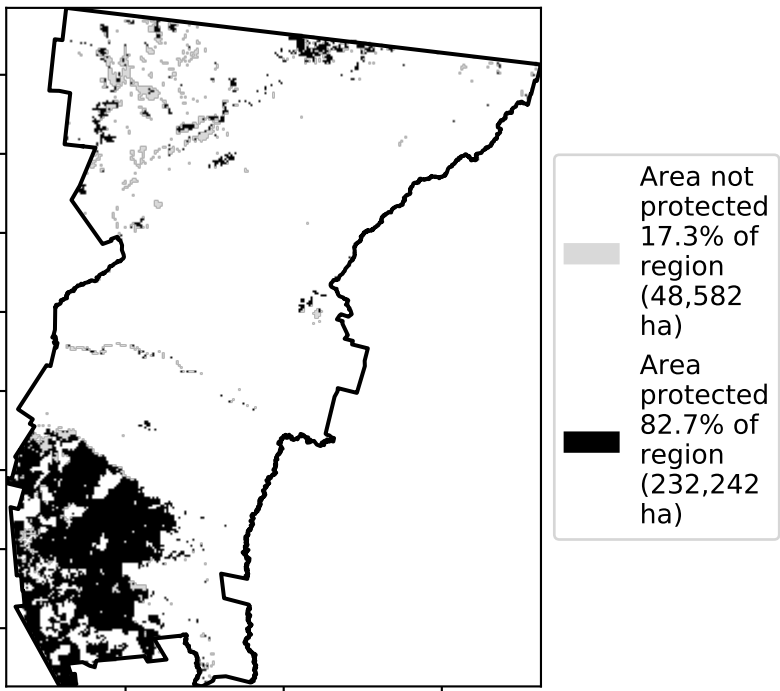 Area not
protected
17.3% of
region
(48,582
ha)
Area
protected
82.7% of
region
(232,242
ha)